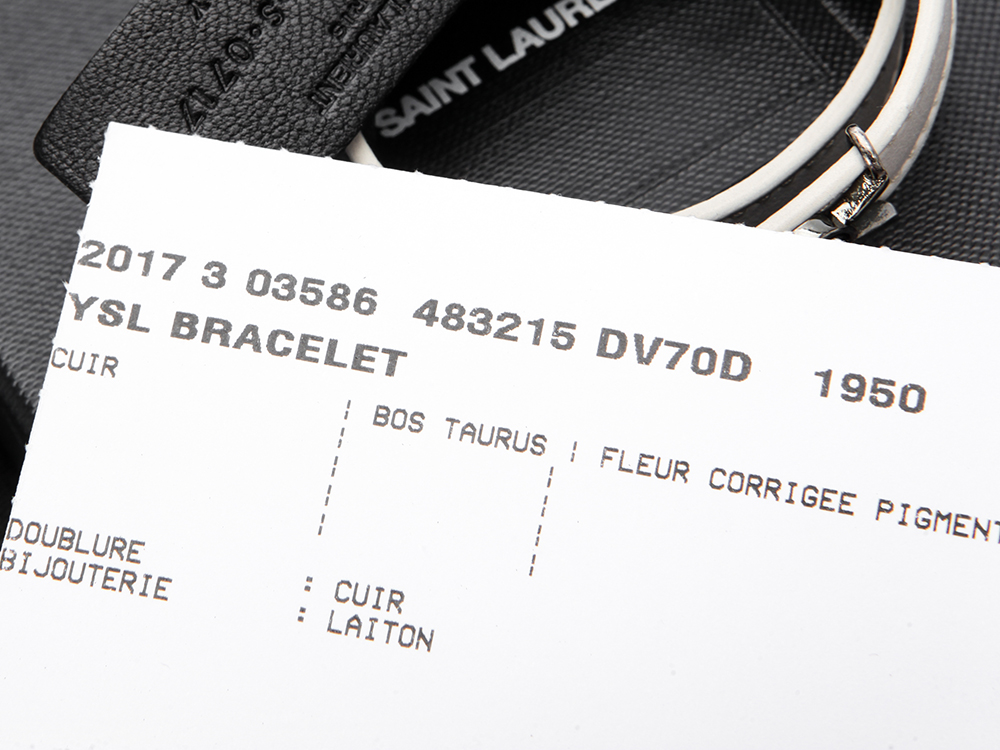 SAINT LAURE
2017 3 03586 483215 DV70D 1950
YSL BRACELET
CUIR
BOS TAURUS
FLEUR CORRIGEE PIGMENT
DOUBLURE : CUIR
BIJOUTERIE : LAITON